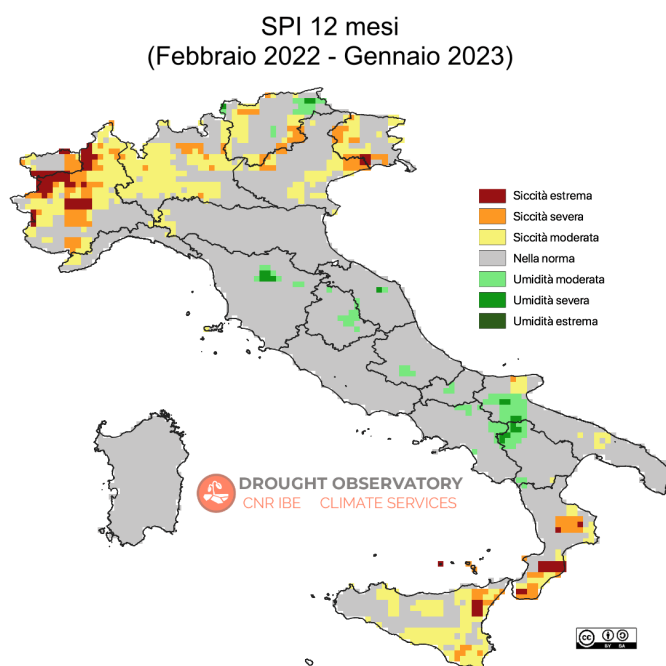 SPI 12 mesi
(Febbraio 2022 - Gennaio 2023)
Siccità estrema
Siccità severa
Siccità moderata
Nella norma
Umidità moderata
Umidità severa
Umidità estrema
DROUGHT OBSERVATORY
CNR IBE CLIMATE SERVICES
cc
BY SA